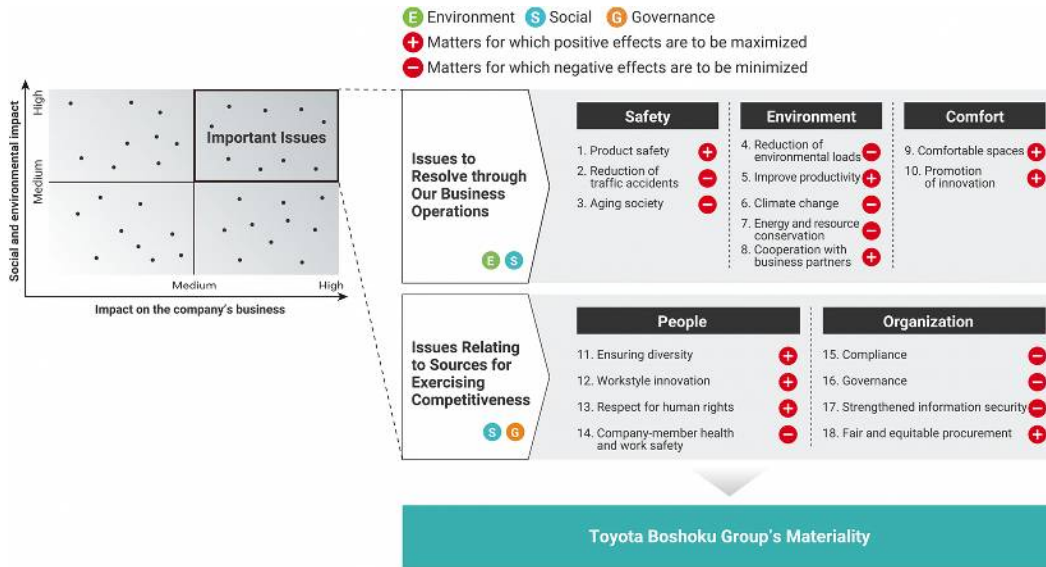 E Environment S Social G Governance
+ Matters for which positive effects are to be maximized
− Matters for which negative effects are to be minimized
Social and environmental impact
High
Medium
Important Issues
Medium
High
Impact on the company's business
Issues to
Resolve through
Our Business
Operations
E S
Safety
1. Product safety +
2. Reduction of
traffic accidents −
3. Aging society −
Environment
4. Reduction of
environmental loads −
5. Improve productivity +
6. Climate change −
7. Energy and resource
conservation −
8. Cooperation with
business partners +
Comfort
9. Comfortable spaces +
10. Promotion
of innovation +
Issues Relating
to Sources for
Exercising
Competitiveness
S G
People
11. Ensuring diversity +
12. Workstyle innovation +
13. Respect for human rights +
14. Company-member health
and work safety −
Organization
15. Compliance −
16. Governance −
17. Strengthened information security −
18. Fair and equitable procurement +
Toyota Boshoku Group's Materiality